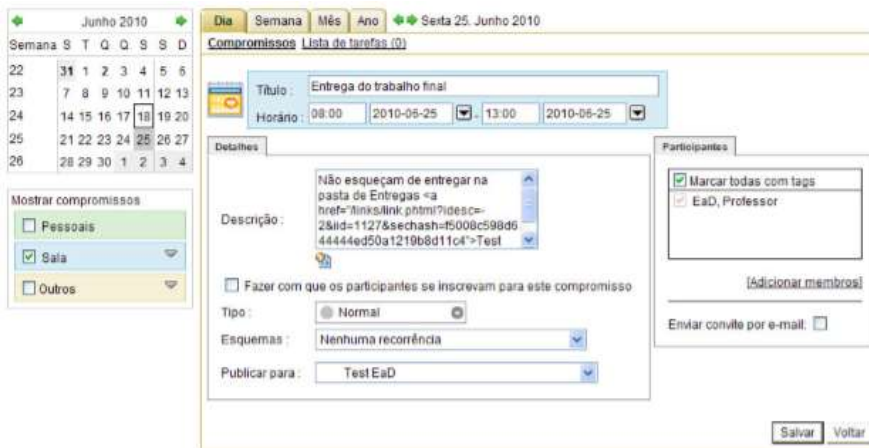 Junho 2010
Semana S T Q Q S S D
22 31 1 2 3 4 5 6
23 7 8 9 10 11 12 13
24 14 15 16 17 18 19 20
25 21 22 23 24 25 26 27
26 28 29 30 1 2 3 4
Mostrar compromissos
Pessoais
Sala
Outros
Dia Semana Mês Ano Sexta 25. Junho 2010
Compromissos Lista de tarefas (0)
Título : Entrega do trabalho final
Horário : 08:00 2010-06-25 - 13:00 2010-06-25
Detalhes
Descrição :
Não esqueçam de entregar na
pasta de Entregas <a
href="/links/link.phtml?idesc=-
2&iid=1127&sechash=f5008c598d6
44444ed50a1219b8d11c4">Test
Fazer com que os participantes se inscrevam para este compromisso
Tipo : Normal
Esquemas : Nenhuma recorrência
Publicar para : Test EaD
Participantes
Marcar todas com tags
EaD, Professor
[Adicionar membros]
Enviar convite por e-mail:
Salvar Voltar